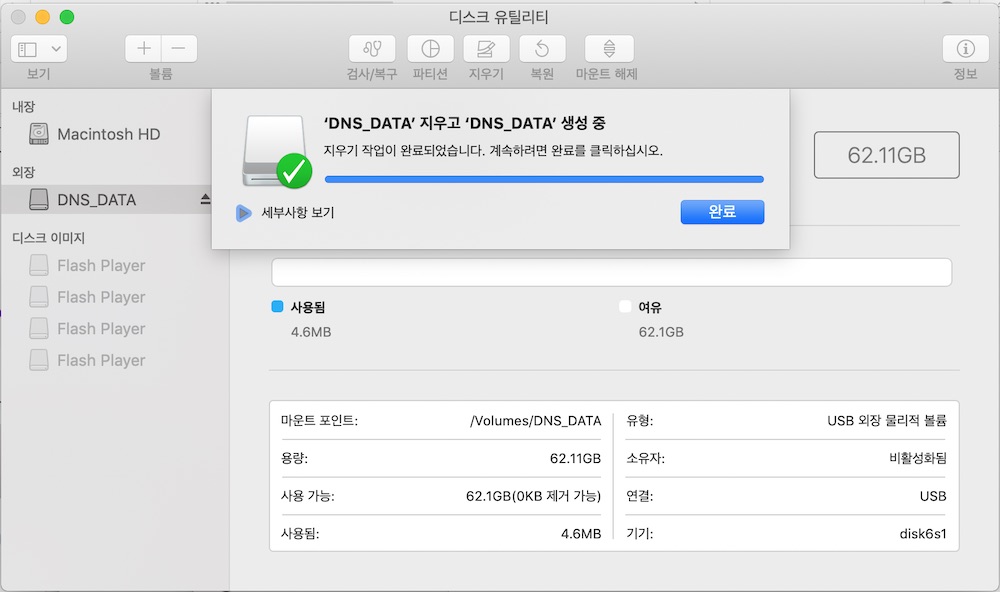 디스크 유틸리티
보기
볼륨
검사/복구
파티션
지우기
복원
마운트 해제
정보
내장
Macintosh HD
외장
DNS_DATA
디스크 이미지
Flash Player
Flash Player
Flash Player
Flash Player
‘DNS_DATA’ 지우고 ‘DNS_DATA’ 생성 중
지우기 작업이 완료되었습니다. 계속하려면 완료를 클릭하십시오.
세부사항 보기
완료
62.11GB
사용됨
4.6MB
여유
62.1GB
마운트 포인트: /Volumes/DNS_DATA
용량: 62.11GB
사용 가능: 62.1GB(0KB 제거 가능)
사용됨: 4.6MB
유형: USB 외장 물리적 볼륨
소유자: 비활성화됨
연결: USB
기기: disk6s1